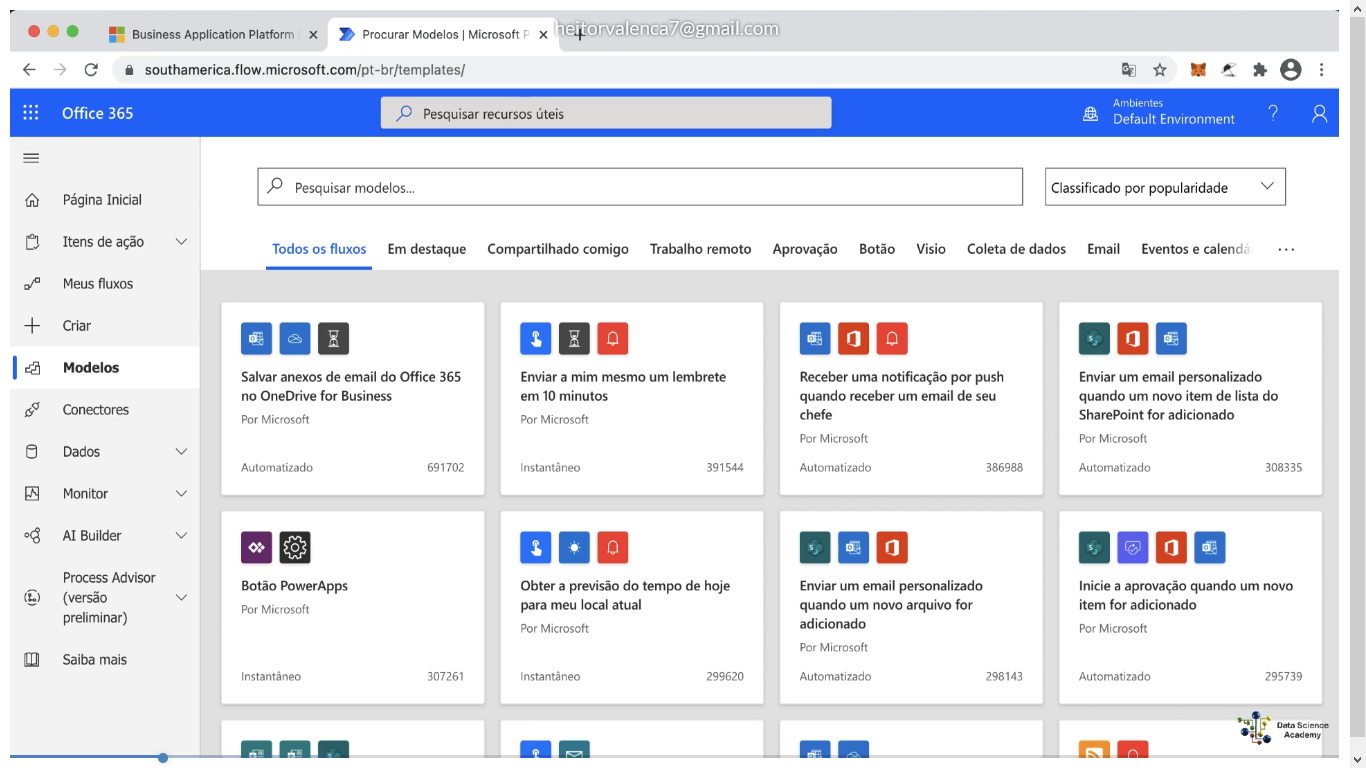 Business Application Platform
Procurar Modelos | Microsoft P
heitorvalenca7@gmail.com
southamerica.flow.microsoft.com/pt-br/templates/
Office 365
Pesquisar recursos úteis
Ambientes
Default Environment
?
Pesquisar modelos...
Classificado por popularidade
Página Inicial
Itens de ação
Meus fluxos
Criar
Modelos
Conectores
Dados
Monitor
AI Builder
Process Advisor
(versão
preliminar)
Saiba mais
Todos os fluxos Em destaque Compartilhado comigo Trabalho remoto Aprovação Botão Visio Coleta de dados Email Eventos e calendá ...
Salvar anexos de email do Office 365
no OneDrive for Business
Por Microsoft
Automatizado 691702
Enviar a mim mesmo um lembrete
em 10 minutos
Por Microsoft
Instantâneo 391544
Receber uma notificação por push
quando receber um email de seu
chefe
Por Microsoft
Automatizado 386988
Enviar um email personalizado
quando um novo item de lista do
SharePoint for adicionado
Por Microsoft
Automatizado 308335
Botão PowerApps
Por Microsoft
Instantâneo 307261
Obter a previsão do tempo de hoje
para meu local atual
Por Microsoft
Instantâneo 299620
Enviar um email personalizado
quando um novo arquivo for
adicionado
Por Microsoft
Automatizado 298143
Inicie a aprovação quando um novo
item for adicionado
Por Microsoft
Automatizado 295739
Data Science
Academy